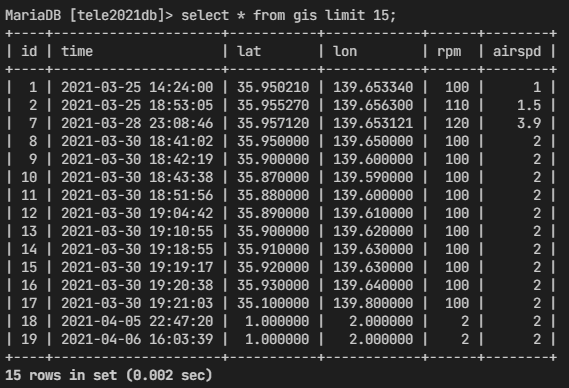 MariaDB [tele2021db]> select * from gis limit 15;
+----+---------------------+-----------+------------+------+--------+
| id | time                | lat       | lon        | rpm  | airspd |
+----+---------------------+-----------+------------+------+--------+
|  1 | 2021-03-25 14:24:00 | 35.950210 | 139.653340 |  100 |      1 |
|  2 | 2021-03-25 18:53:05 | 35.955270 | 139.656300 |  110 |    1.5 |
|  7 | 2021-03-28 23:08:46 | 35.957120 | 139.653121 |  120 |    3.9 |
|  8 | 2021-03-30 18:41:02 | 35.950000 | 139.650000 |  100 |      2 |
|  9 | 2021-03-30 18:42:19 | 35.900000 | 139.600000 |  100 |      2 |
| 10 | 2021-03-30 18:43:38 | 35.870000 | 139.590000 |  100 |      2 |
| 11 | 2021-03-30 18:51:56 | 35.880000 | 139.600000 |  100 |      2 |
| 12 | 2021-03-30 19:04:42 | 35.890000 | 139.610000 |  100 |      2 |
| 13 | 2021-03-30 19:10:55 | 35.900000 | 139.620000 |  100 |      2 |
| 14 | 2021-03-30 19:18:55 | 35.910000 | 139.630000 |  100 |      2 |
| 15 | 2021-03-30 19:19:17 | 35.920000 | 139.630000 |  100 |      2 |
| 16 | 2021-03-30 19:20:38 | 35.930000 | 139.640000 |  100 |      2 |
| 17 | 2021-03-30 19:21:03 | 35.100000 | 139.800000 |  100 |      2 |
| 18 | 2021-04-05 22:47:20 |  1.000000 |   2.000000 |    2 |      2 |
| 19 | 2021-04-06 16:03:39 |  1.000000 |   2.000000 |    2 |      2 |
+----+---------------------+-----------+------------+------+--------+
15 rows in set (0.002 sec)